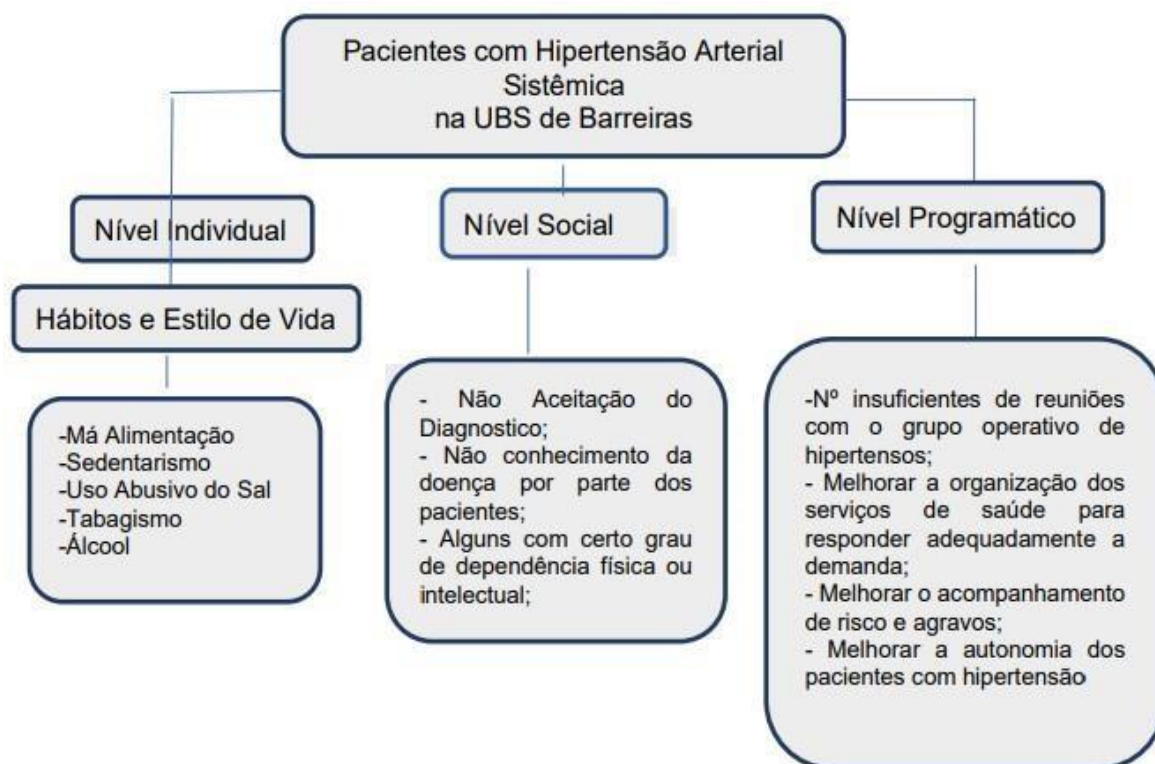 Pacientes com Hipertensão Arterial
Sistêmica
na UBS de Barreiras
Nível Individual
Nível Social
Nível Programático
Hábitos e Estilo de Vida
-Má Alimentação
-Sedentarismo
-Uso Abusivo do Sal
-Tabagismo
-Álcool
- Não Aceitação do
Diagnostico;
- Não conhecimento da
doença por parte dos
pacientes;
- Alguns com certo grau
de dependência física ou
intelectual;
-Nº insuficientes de reuniões
com o grupo operativo de
hipertensos;
- Melhorar a organização dos
serviços de saúde para
responder adequadamente a
demanda;
- Melhorar o acompanhamento
de risco e agravos;
- Melhorar a autonomia dos
pacientes com hipertensão